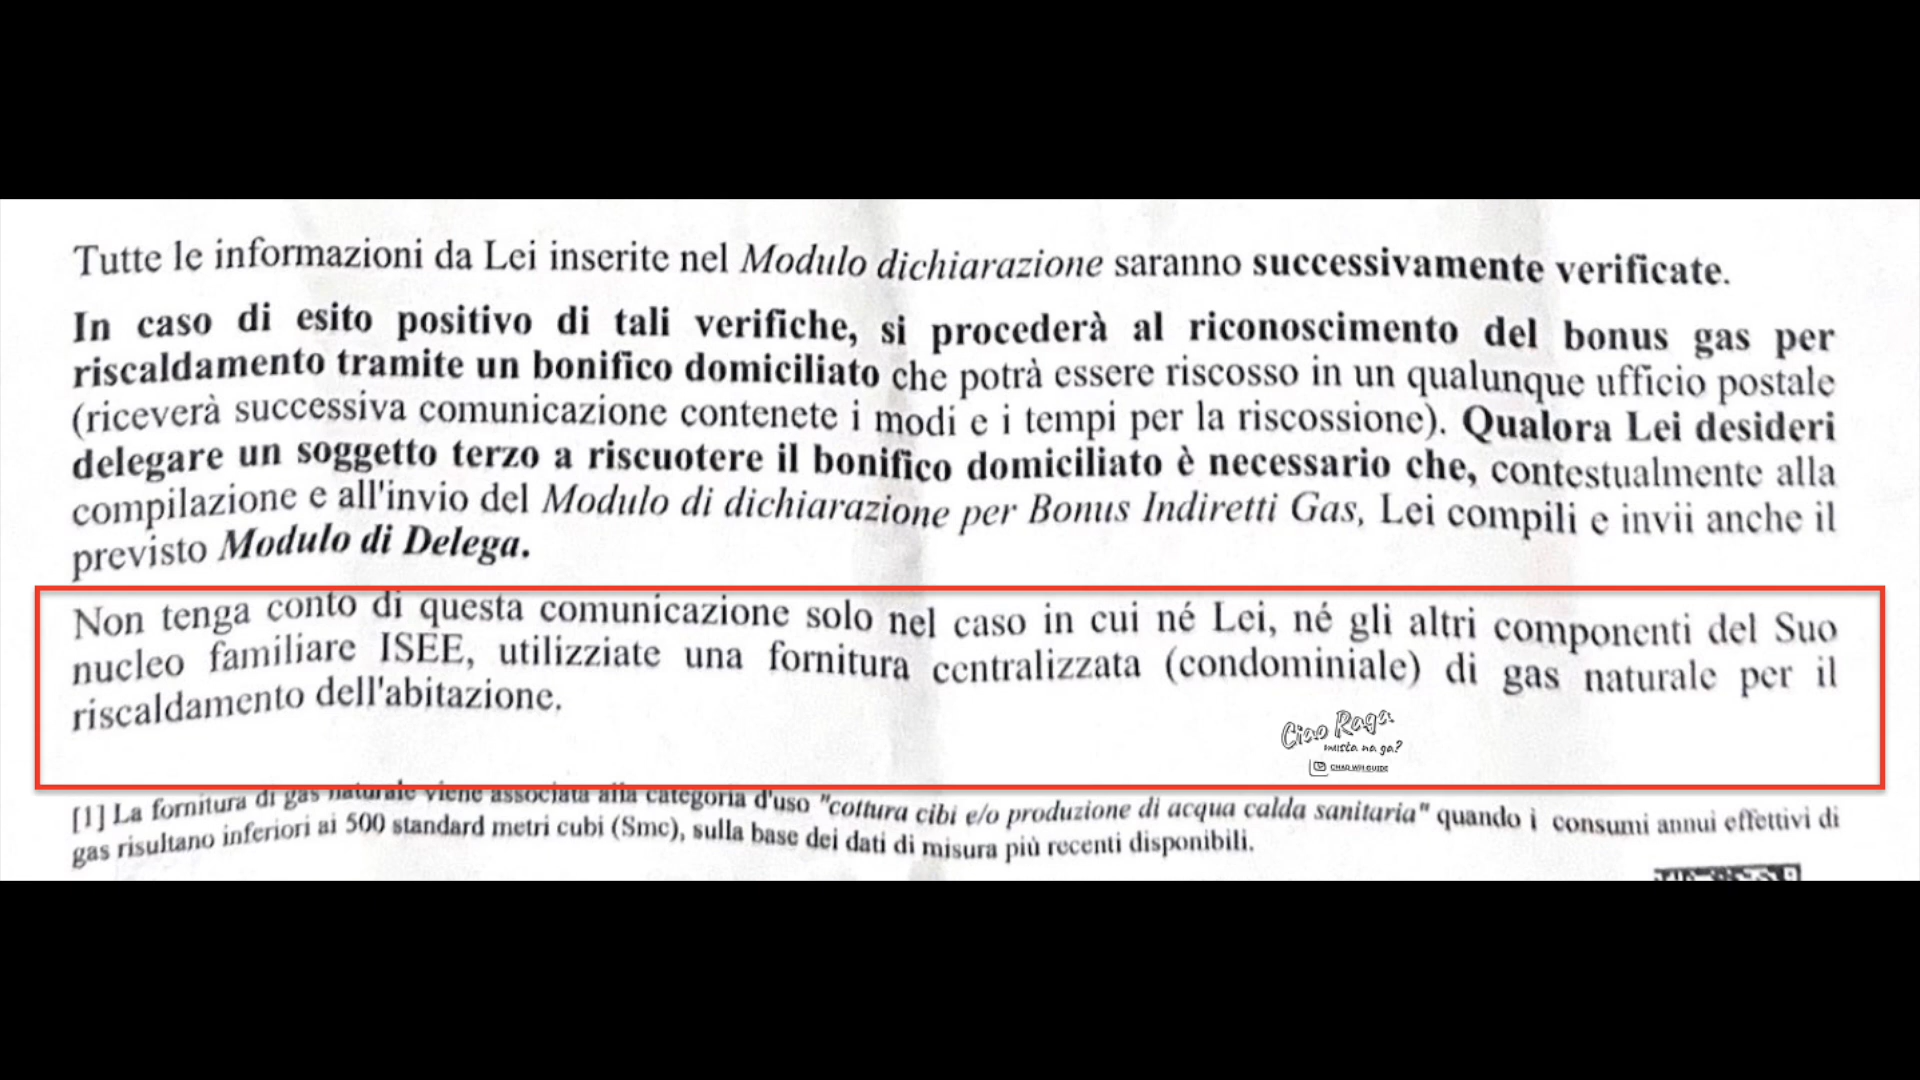 Tutte le informazioni da Lei inserite nel Modulo dichiarazione saranno successivamente verificate.
In caso di esito positivo di tali verifiche, si procederà al riconoscimento del bonus gas per
riscaldamento tramite un bonifico domiciliato che potrà essere riscosso in un qualunque ufficio postale
(riceverà successiva comunicazione contenete i modi e i tempi per la riscossione). Qualora Lei desideri
delegare un soggetto terzo a riscuotere il bonifico domiciliato è necessario che, contestualmente alla
compilazione e all'invio del Modulo di dichiarazione per Bonus Indiretti Gas, Lei compili e invii anche il
previsto Modulo di Delega.
Non tenga conto di questa comunicazione solo nel caso in cui né Lei, né gli altri componenti del Suo
nucleo familiare ISEE, utilizziate una fornitura centralizzata (condominiale) di gas naturale per il
riscaldamento dell'abitazione.
Ciao Raga
musta na ga?
[1] La fornitura di gas naturale viene associata alla categoria d'uso "cottura cibi e/o produzione di acqua calda sanitaria" quando i consumi annui effettivi di
gas risultano inferiori ai 500 standard metri cubi (Smc), sulla base dei dati di misura più recenti disponibili.